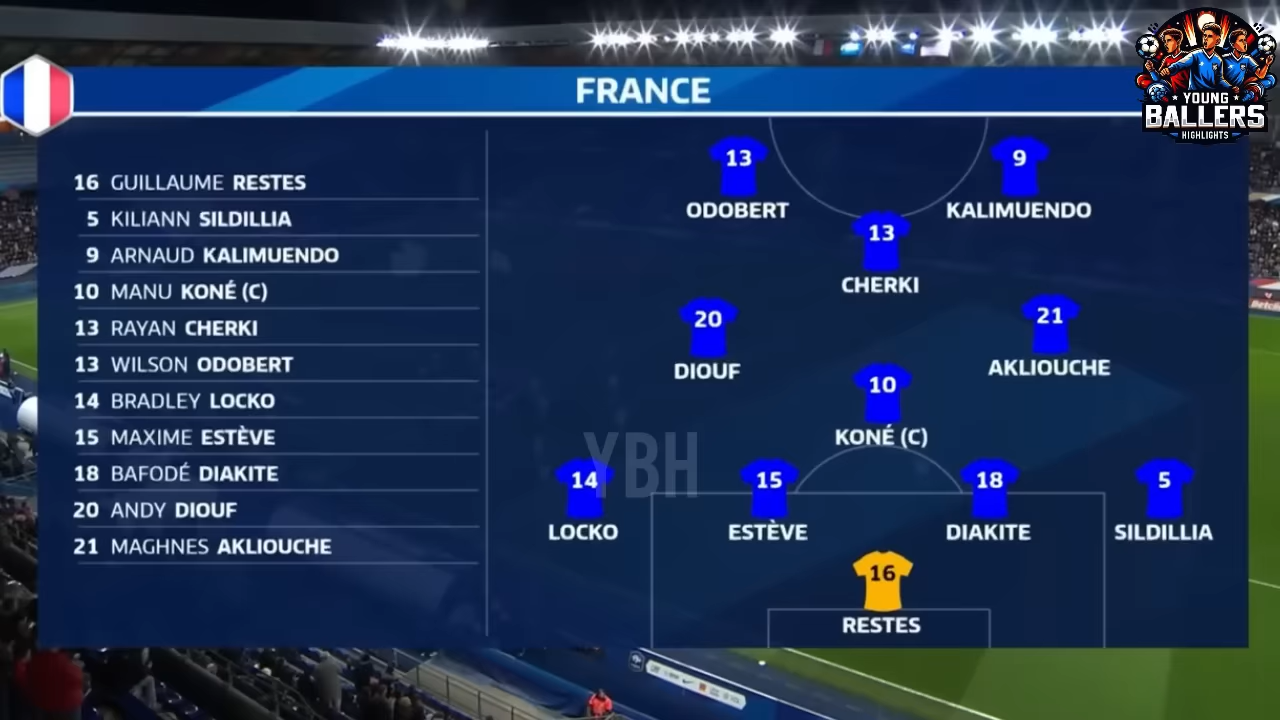 FRANCE
YOUNG
BALLERS
HIGHLIGHTS
16 GUILLAUME RESTES
5 KILIANN SILDILLIA
9 ARNAUD KALIMUENDO
10 MANU KONÉ (C)
13 RAYAN CHERKI
13 WILSON ODOBERT
14 BRADLEY LOCKO
15 MAXIME ESTÈVE
18 BAFODÉ DIAKITE
20 ANDY DIOUF
21 MAGHNES AKLIOUCHE
13
ODOBERT
9
KALIMUENDO
13
CHERKI
20
DIOUF
21
AKLIOUCHE
10
KONÉ (C)
YBH
14
LOCKO
15
ESTÈVE
18
DIAKITE
5
SILDILLIA
16
RESTES